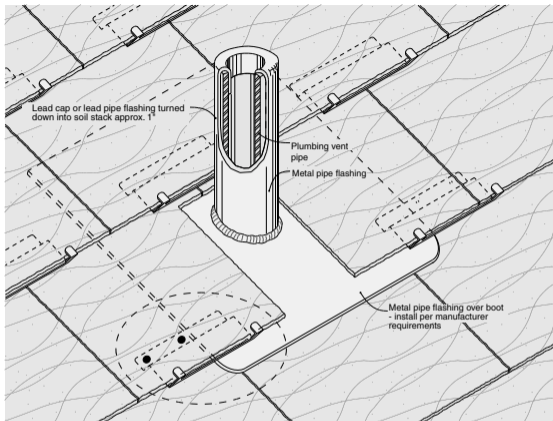 Lead cap or lead pipe flashing turned
down into soil stack approx. 1"
Plumbing vent
pipe
Metal pipe flashing
Metal pipe flashing over boot
- install per manufacturer
requirements